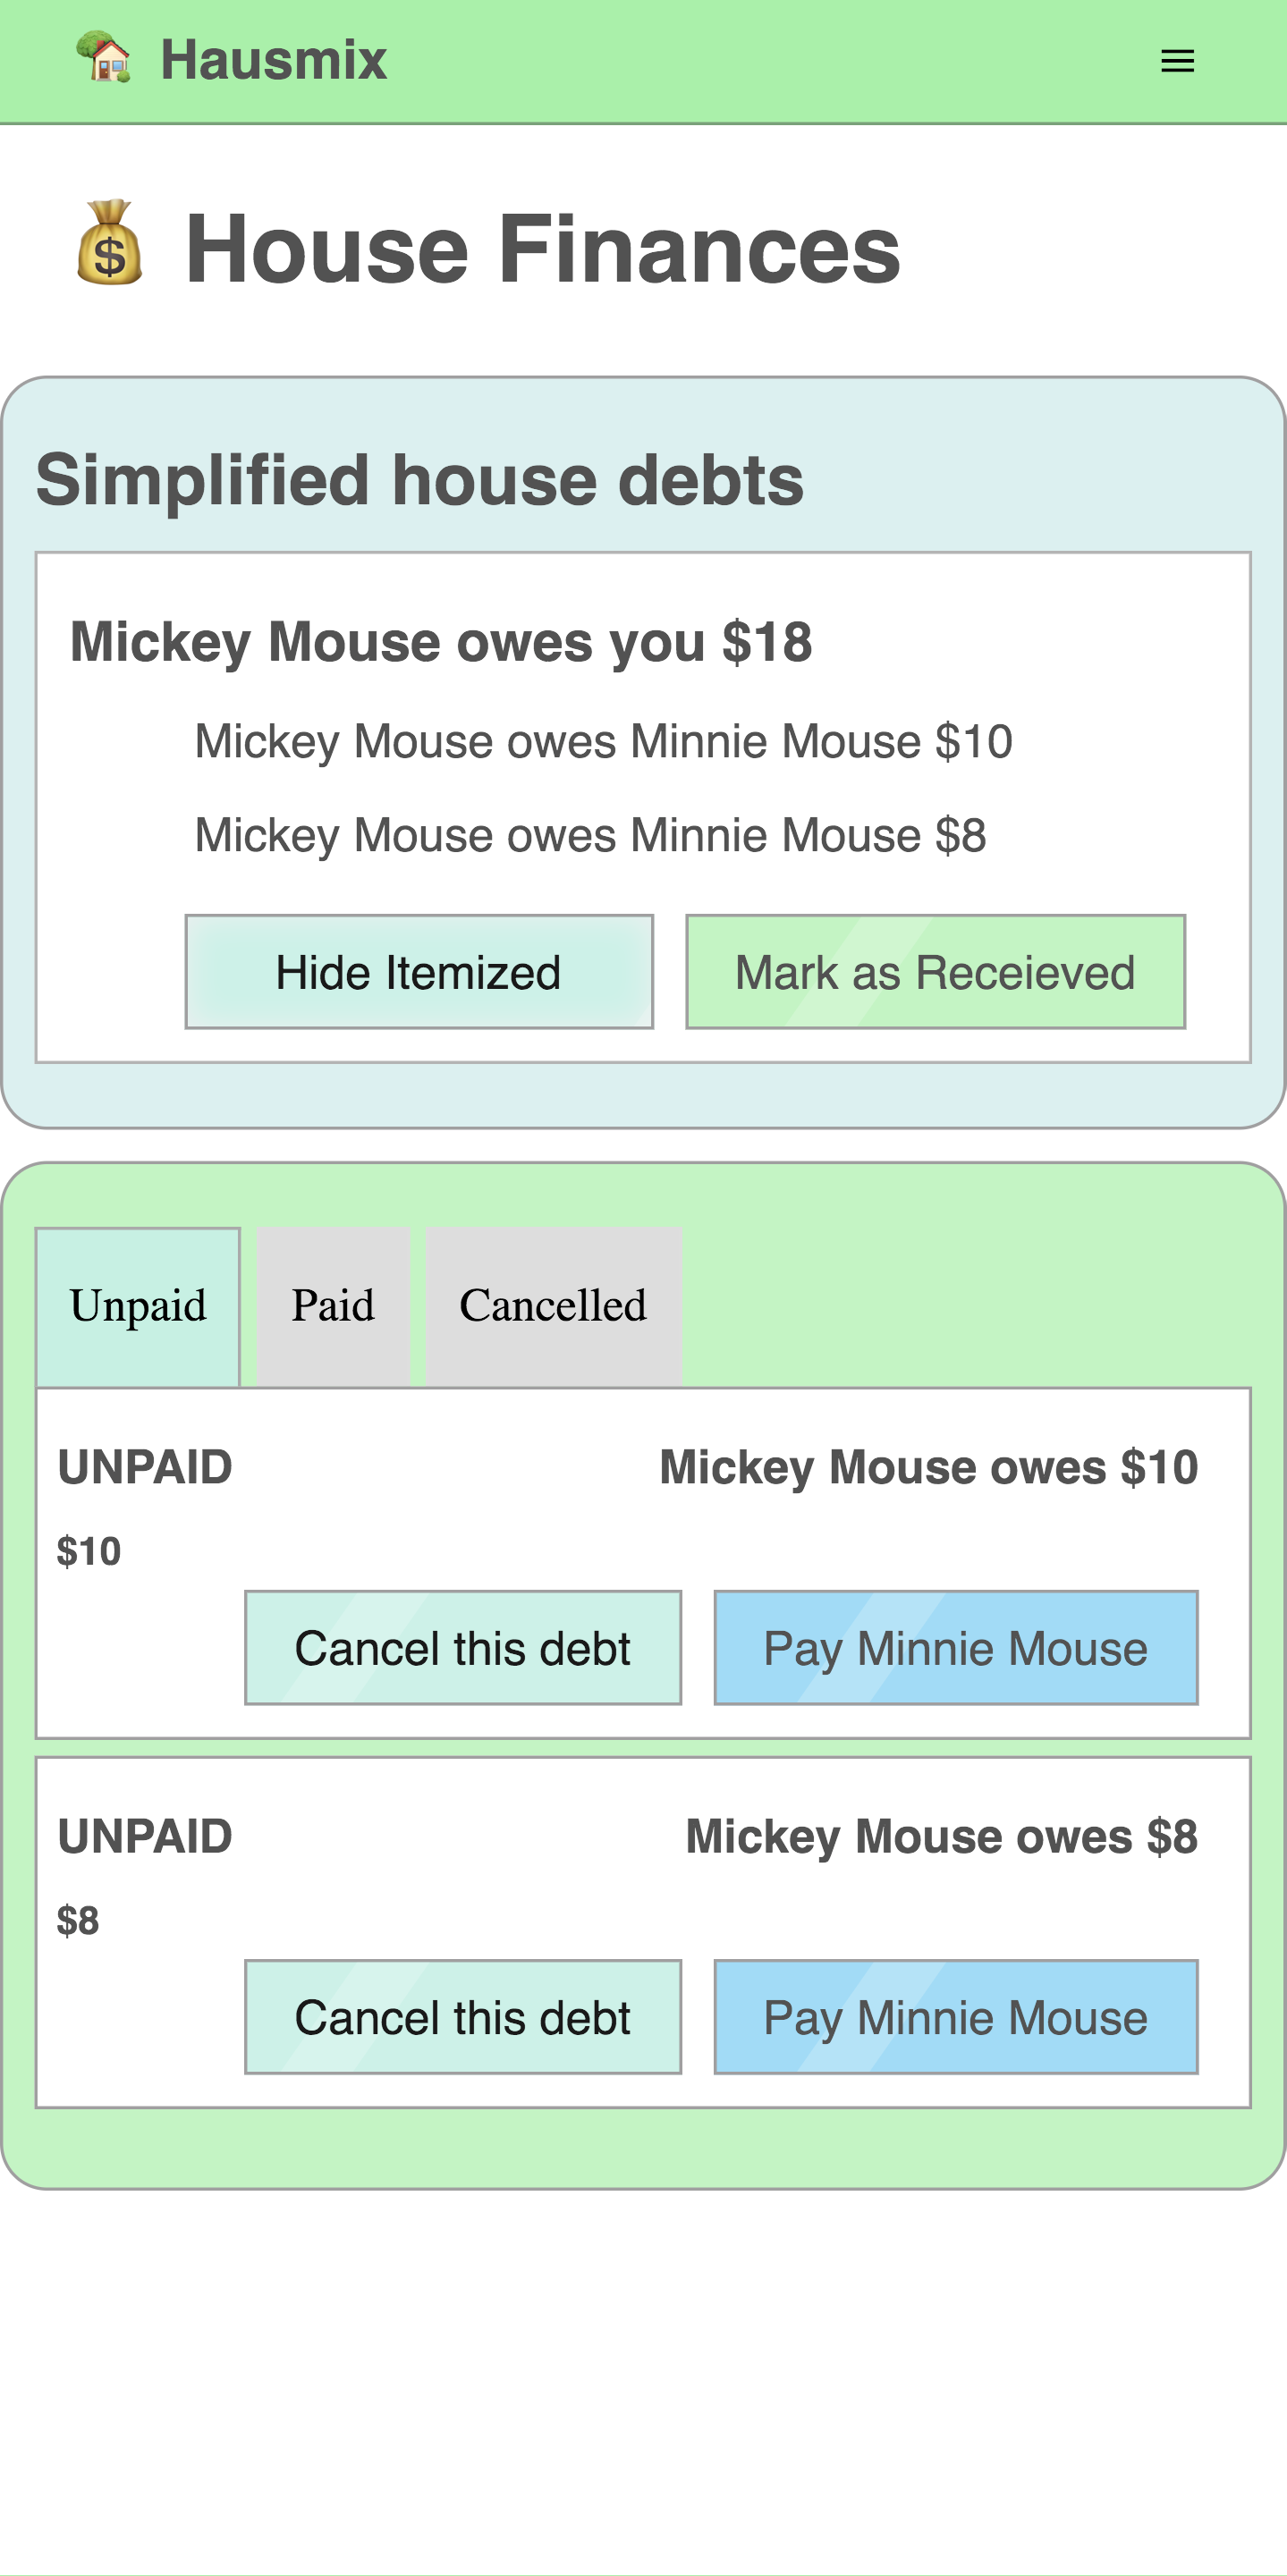 Hausmix
House Finances
Simplified house debts
Mickey Mouse owes you $18
Mickey Mouse owes Minnie Mouse $10
Mickey Mouse owes Minnie Mouse $8
Hide Itemized Mark as Receieved
Unpaid Paid Cancelled
UNPAID Mickey Mouse owes $10
$10
Cancel this debt Pay Minnie Mouse
UNPAID Mickey Mouse owes $8
$8
Cancel this debt Pay Minnie Mouse